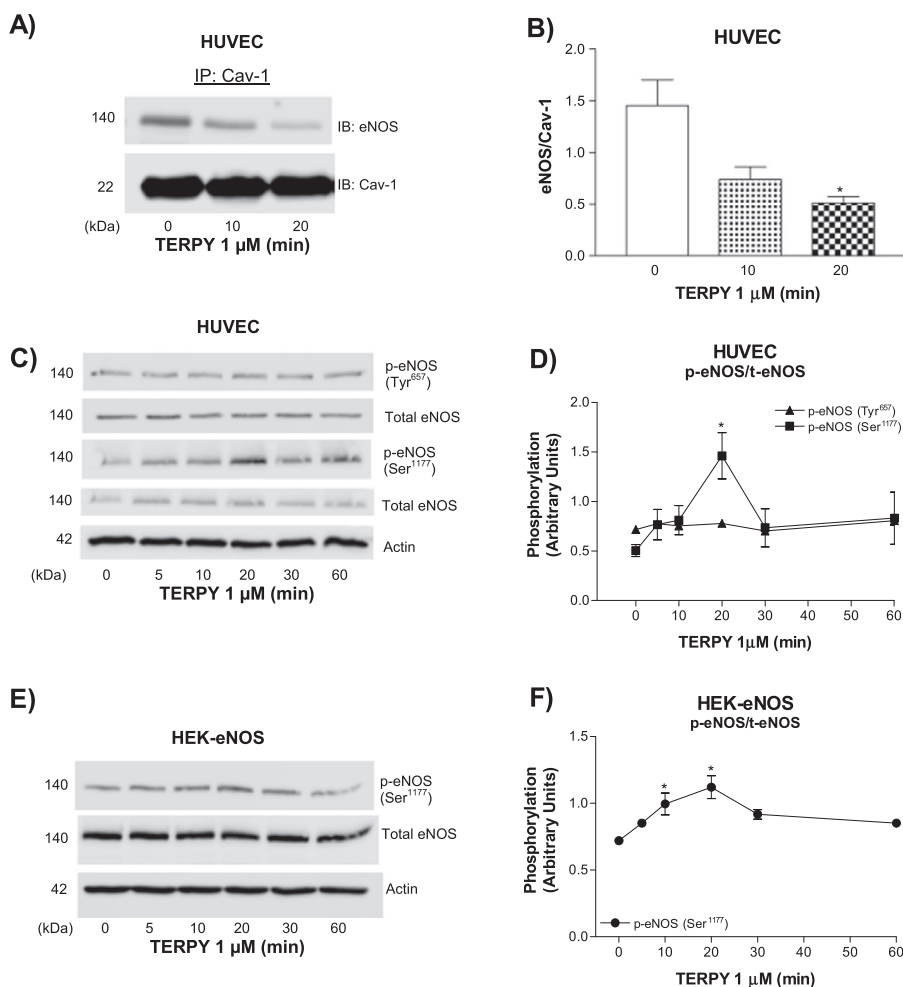 A)
HUVEC
IP: Cav-1
140
IB: eNOS
22
IB: Cav-1
(kDa)
0 10 20
TERPY 1 µM (min)
B)
HUVEC
eNOS/Cav-1
2.0
1.5
1.0
0.5
0.0
*
0 10 20
TERPY 1 µM (min)
C)
HUVEC
140
p-eNOS
(Tyr⁶⁵⁷)
140
Total eNOS
140
p-eNOS
(Ser¹¹⁷⁷)
140
Total eNOS
42
Actin
(kDa)
0 5 10 20 30 60
TERPY 1 µM (min)
D)
HUVEC
p-eNOS/t-eNOS
Phosphorylation
(Arbitrary Units)
2.0
1.5
1.0
0.5
0.0
p-eNOS (Tyr⁶⁵⁷)
p-eNOS (Ser¹¹⁷⁷)
*
0 10 20 30 40 50 60
TERPY 1µM (min)
E)
HEK-eNOS
140
p-eNOS
(Ser¹¹⁷⁷)
140
Total eNOS
42
Actin
(kDa)
0 5 10 20 30 60
TERPY 1 µM (min)
F)
HEK-eNOS
p-eNOS/t-eNOS
Phosphorylation
(Arbitrary Units)
1.5
1.0
0.5
0.0
* *
p-eNOS (Ser¹¹⁷⁷)
0 10 20 30 40 50 60
TERPY 1 µM (min)